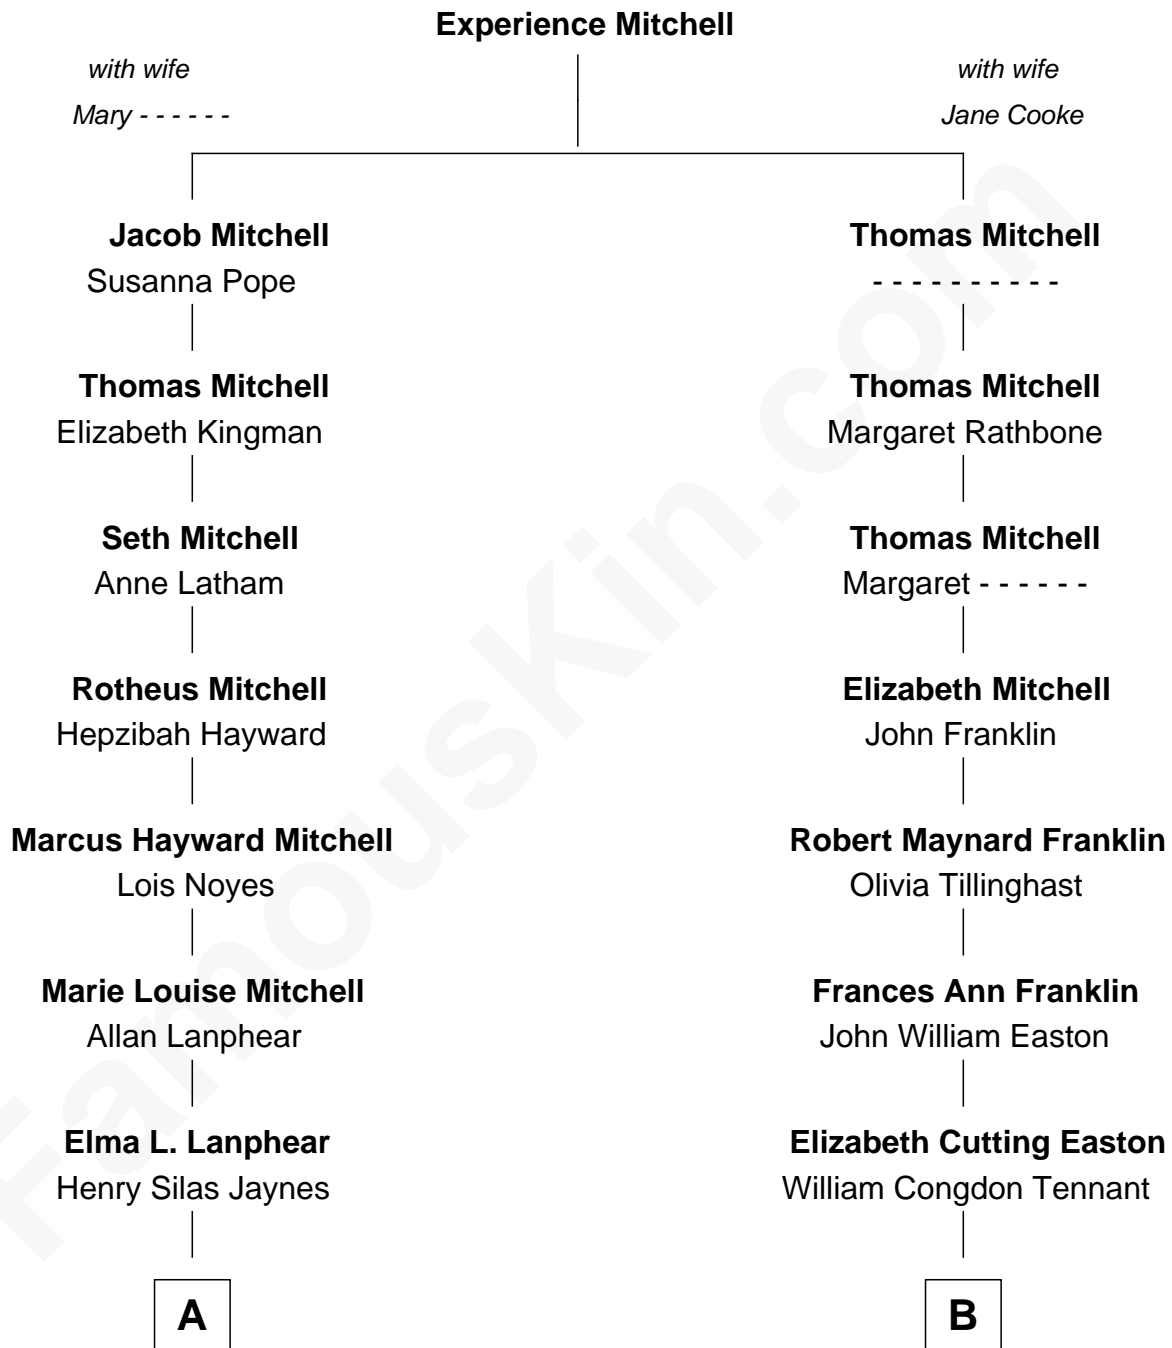 Experience Mitchell
with wife
Mary - - - - - -
with wife
Jane Cooke
Jacob Mitchell
Susanna Pope
Thomas Mitchell
- - - - - - - - - -
Thomas Mitchell
Elizabeth Kingman
Thomas Mitchell
Margaret Rathbone
Seth Mitchell
Anne Latham
Thomas Mitchell
Margaret - - - - - -
Rotheus Mitchell
Hepzibah Hayward
Elizabeth Mitchell
John Franklin
Marcus Hayward Mitchell
Lois Noyes
Robert Maynard Franklin
Olivia Tillinghast
Marie Louise Mitchell
Allan Lanphear
Frances Ann Franklin
John William Easton
Elma L. Lanphear
Henry Silas Jaynes
Elizabeth Cutting Easton
William Congdon Tennant
A
B
FamousKin.com